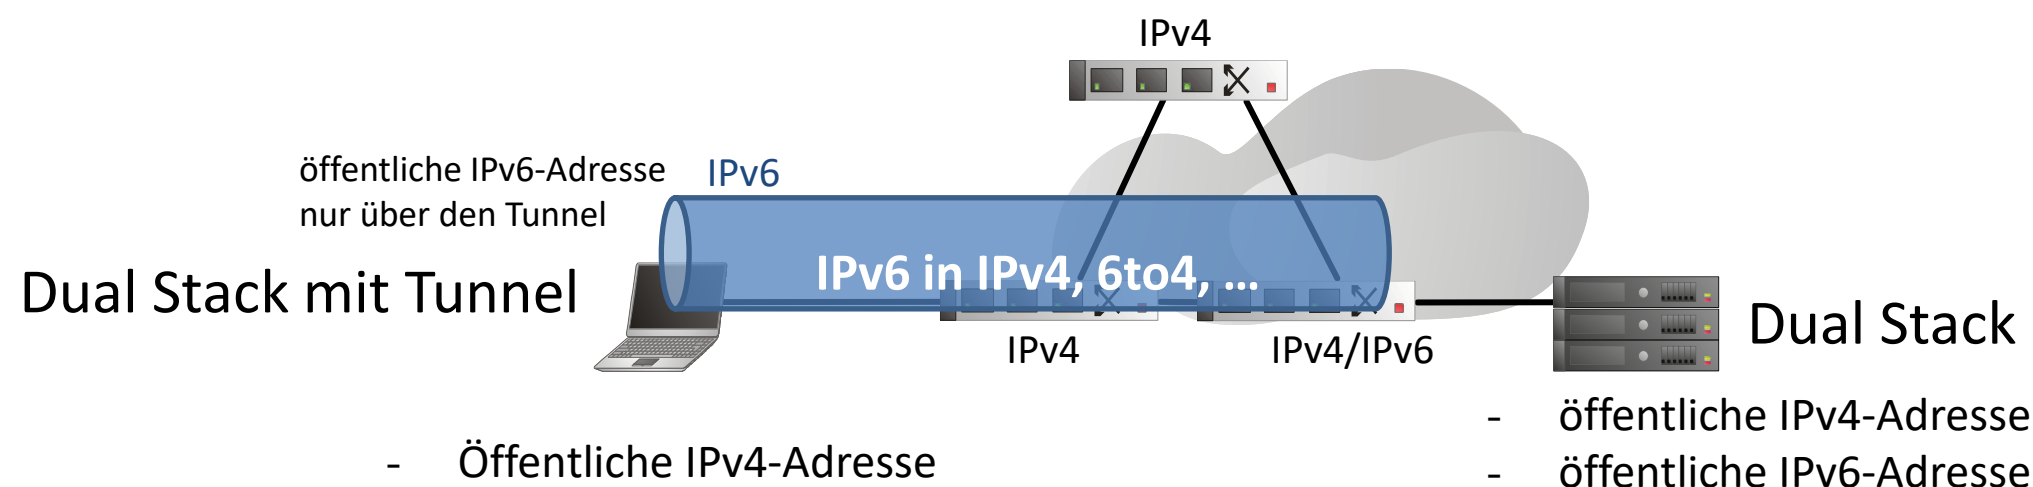 IPv4
öffentliche IPv6-Adresse
nur über den Tunnel
IPv6
IPv6 in IPv4, 6to4, ...
Dual Stack mit Tunnel
Dual Stack
IPv4
IPv4/IPv6
- Öffentliche IPv4-Adresse
- öffentliche IPv4-Adresse
- öffentliche IPv6-Adresse